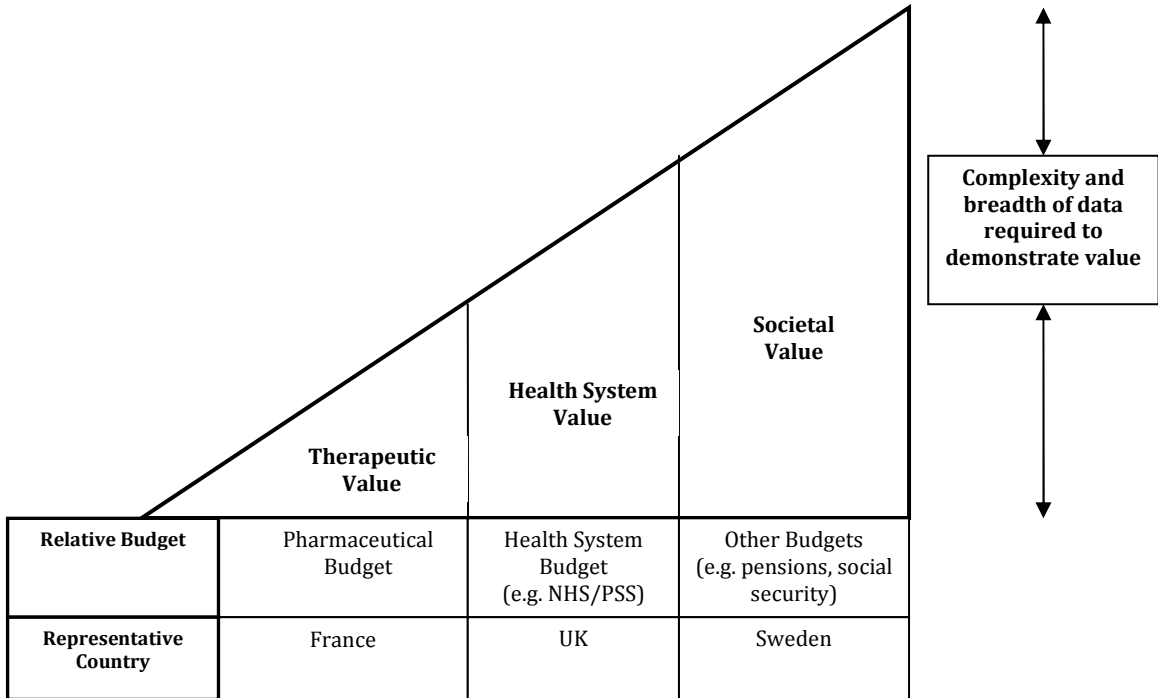 Complexity and
breadth of data
required to
demonstrate value
Societal
Value
Health System
Value
Therapeutic
Value
Relative Budget
Pharmaceutical
Budget
Health System
Budget
(e.g. NHS/PSS)
Other Budgets
(e.g. pensions, social
security)
Representative
Country
France
UK
Sweden